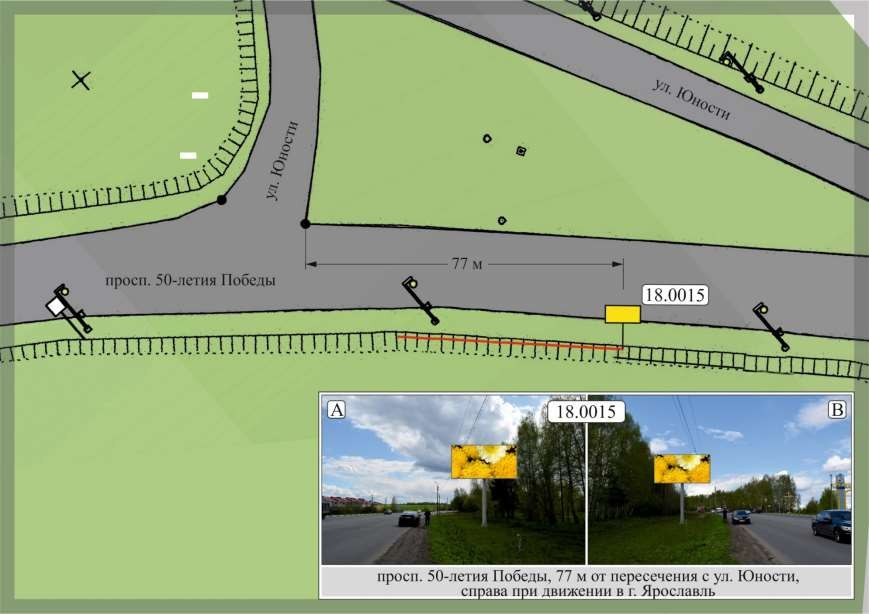 ул. Юности
ул. Юности
77 м
просп. 50-летия Победы
18.0015
A
18.0015
B
просп. 50-летия Победы, 77 м от пересечения с ул. Юности,
справа при движении в г. Ярославль